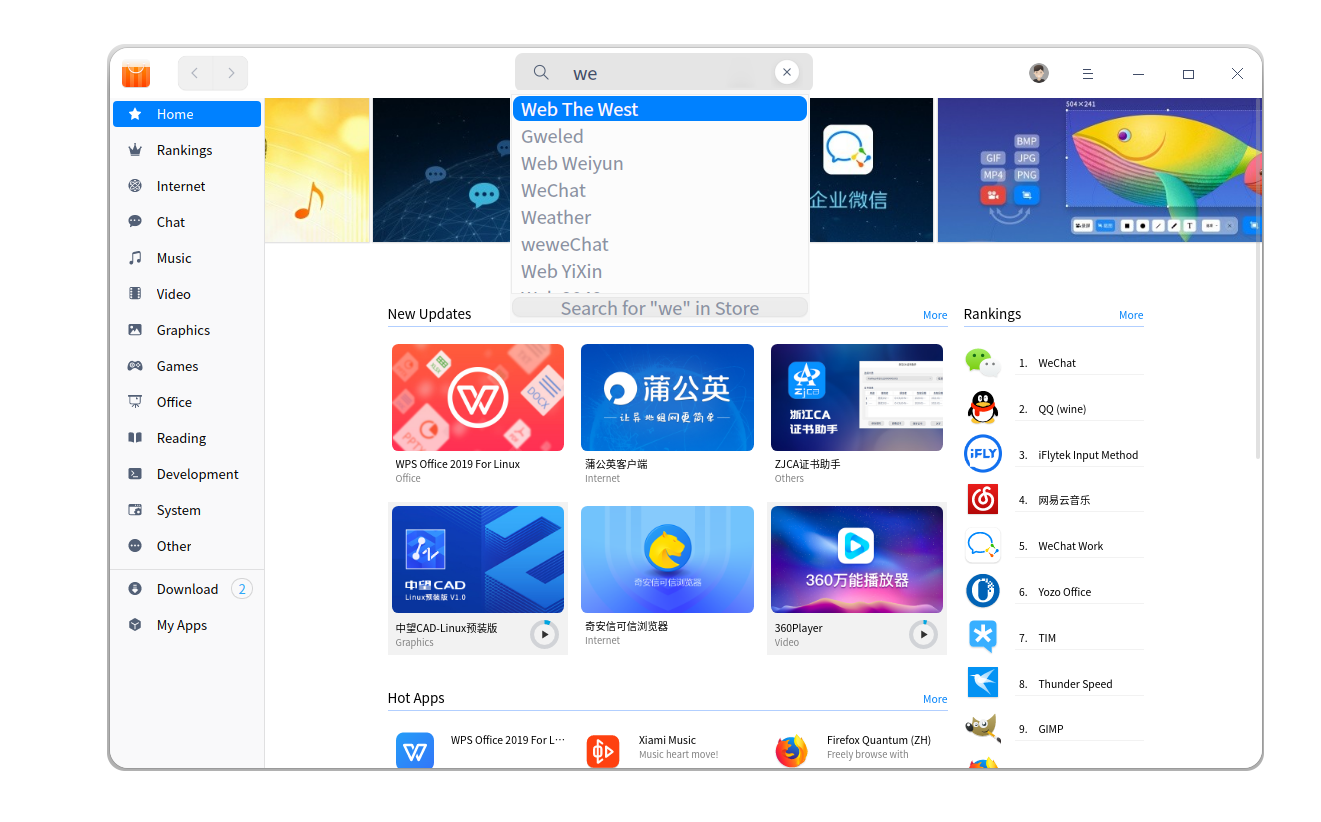 we
Home
Rankings
Internet
Chat
Music
Video
Graphics
Games
Office
Reading
Development
System
Other
Download 2
My Apps
Web The West
Gweled
Web Weiyun
WeChat
Weather
weweChat
Web YiXin
Search for "we" in Store
企业微信
504×241
BMP
GIF JPG
MP4 PNG
New Updates More
WPS Office 2019 For Linux
Office
蒲公英
让异地组网更简单
蒲公英客户端
Internet
ZJCA
浙江CA
证书助手
ZJCA证书助手
Others
中望CAD
Linux预装版 V1.0
中望CAD-Linux预装版
Graphics
奇安信可信浏览器
奇安信可信浏览器
Internet
360万能播放器
360Player
Video
Hot Apps More
WPS Office 2019 For L···
Xiami Music
Music heart move!
Firefox Quantum (ZH)
Freely browse with
Rankings More
1. WeChat
2. QQ (wine)
iFLY
3. iFlytek Input Method
4. 网易云音乐
5. WeChat Work
6. Yozo Office
7. TIM
8. Thunder Speed
9. GIMP